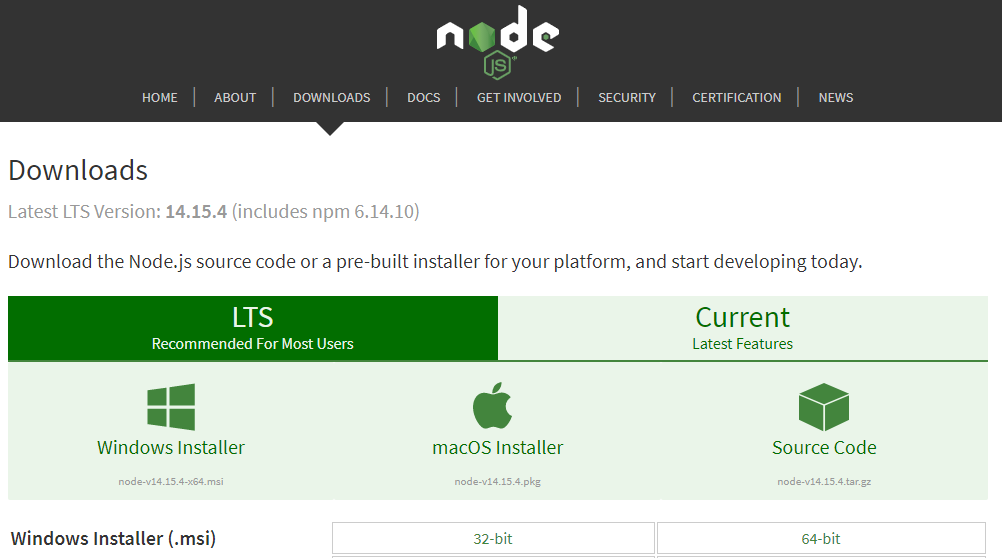 node
JS
HOME ABOUT DOWNLOADS DOCS GET INVOLVED SECURITY CERTIFICATION NEWS
Downloads
Latest LTS Version: 14.15.4 (includes npm 6.14.10)
Download the Node.js source code or a pre-built installer for your platform, and start developing today.
LTS Current
Recommended For Most Users Latest Features
Windows Installer macOS Installer Source Code
node-v14.15.4-x64.msi node-v14.15.4.pkg node-v14.15.4.tar.gz
Windows Installer (.msi) 32-bit 64-bit